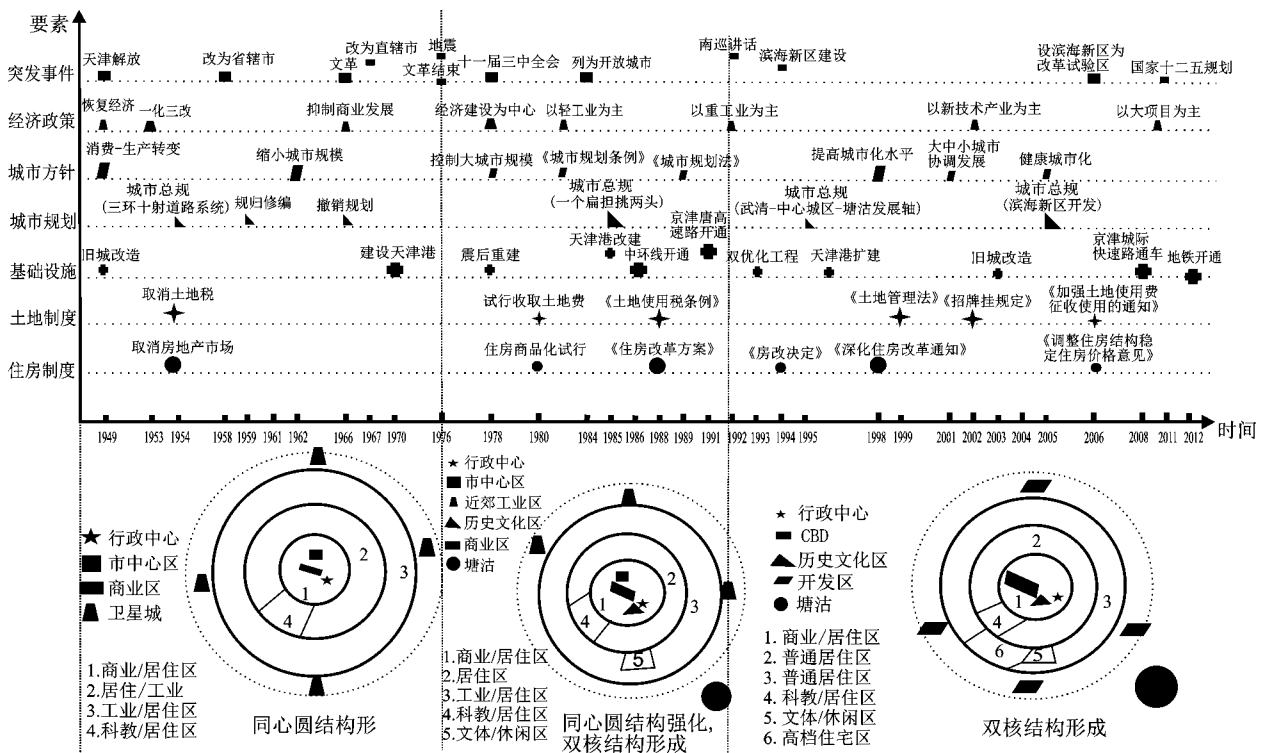 要素
突发事件
天津解放
改为省辖市
文革
改为直辖市
地震
文革结束
十一届三中全会
列为开放城市
南巡讲话
滨海新区建设
设滨海新区为
改革试验区
国家十二五规划
经济政策
恢复经济
一化三改
抑制商业发展
经济建设为中心
以轻工业为主
以重工业为主
以新技术产业为主
以大项目为主
城市方针
消费-生产转变
缩小城市规模
控制大城市规模
《城市规划条例》
《城市规划法》
提高城市化水平
大中小城市
协调发展
健康城市化
城市规划
城市总规
(三环十射道路系统)
规归修编
撤销规划
城市总规
(一个扁担挑两头)
城市总规
(武清-中心城区-塘沽发展轴)
城市总规
(滨海新区开发)
基础设施
旧城改造
建设天津港
震后重建
天津港改建
中环线开通
京津唐高
速路开通
双优化工程
天津港扩建
旧城改造
京津城际
快速路通车
地铁开通
土地制度
取消土地税
试行收取土地费
《土地使用税条例》
《土地管理法》
《招牌挂规定》
《加强土地使用费
征收使用的通知》
住房制度
取消房地产市场
住房商品化试行
《住房改革方案》
《房改决定》
《深化住房改革通知》
《调整住房结构稳
定住房价格意见》
1949 1953 1954 1958 1959 1961 1962 1966 1967 1970 1976 1978 1980 1984 1985 1986 1988 1989 1991 1992 1993 1994 1995 1998 1999 2001 2002 2003 2004 2005 2006 2008 2011 2012
时间
行政中心
市中心区
商业区
卫星城
1.商业/居住区
2.居住/工业
3.工业/居住区
4.科教/居住区
1
2
3
4
同心圆结构形
行政中心
市中心区
近郊工业区
历史文化区
商业区
塘沽
1.商业/居住区
2.居住区
3.工业/居住区
4.科教/居住区
5.文体/休闲区
1
2
3
4
5
同心圆结构强化,
双核结构形成
行政中心
CBD
历史文化区
开发区
塘沽
1. 商业/居住区
2 普通居住区
3 普通居住区
4 科教/居住区
5. 文体/休闲区
6. 高档住宅区
2
1
3
4
6
5
双核结构形成